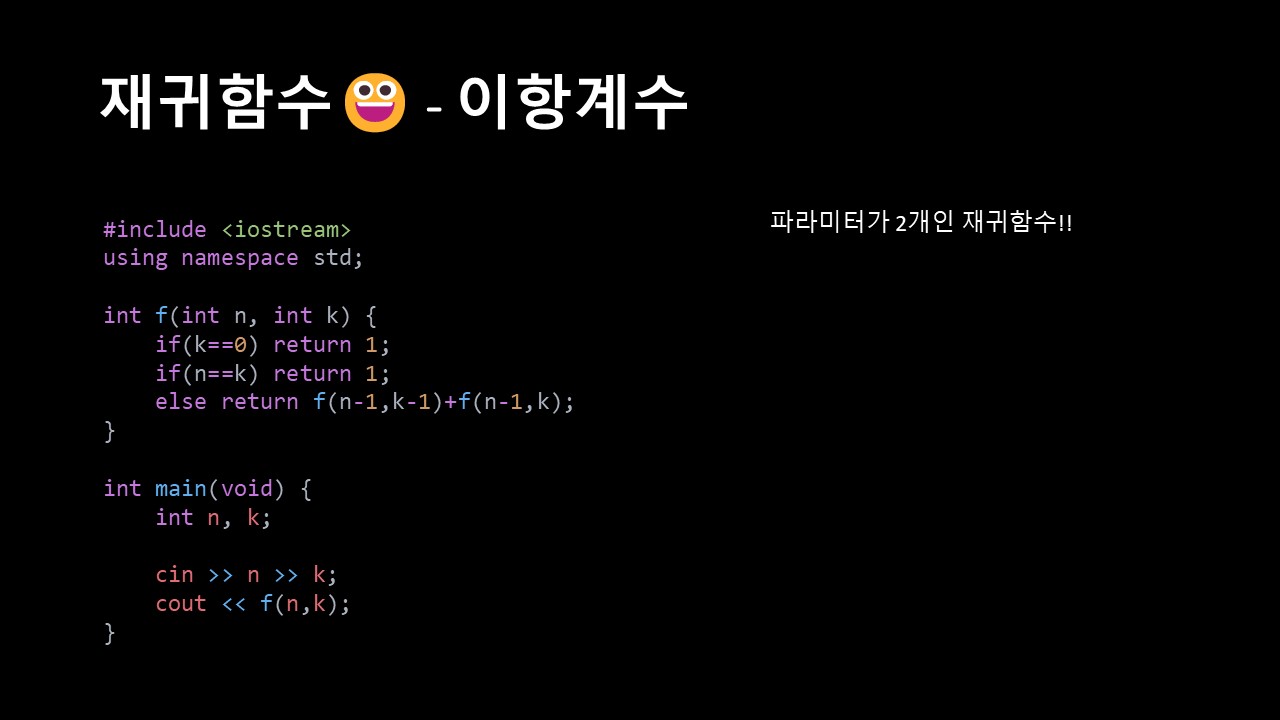 재귀함수😀 - 이항계수
파라미터가 2개인 재귀함수!!
#include <iostream>
using namespace std;
int f(int n, int k) {
    if(k==0) return 1;
    if(n==k) return 1;
    else return f(n-1,k-1)+f(n-1,k);
}
int main(void) {
    int n, k;
    cin >> n >> k;
    cout << f(n,k);
}